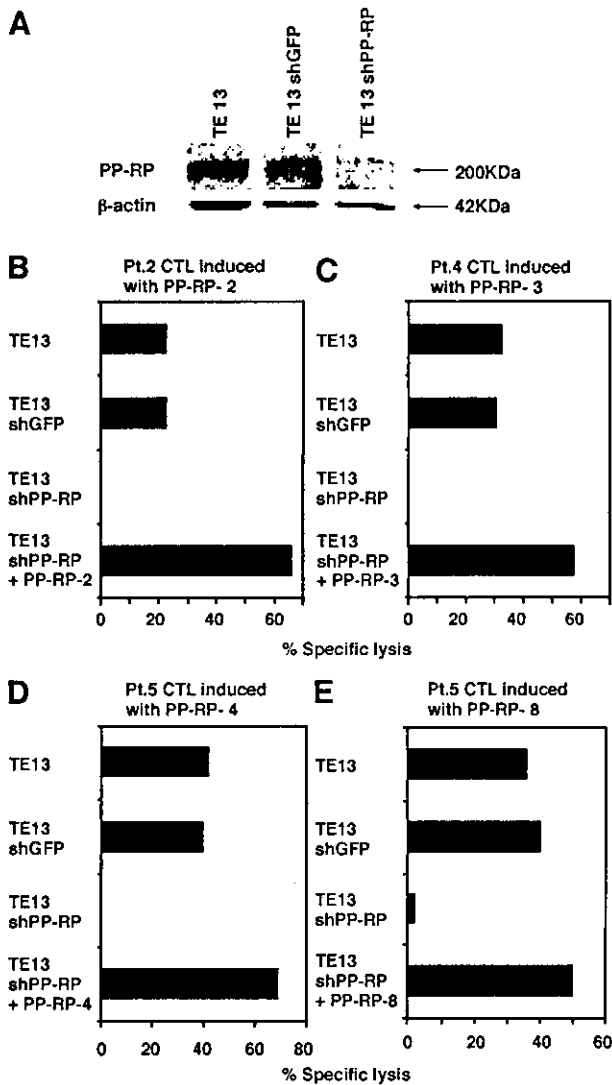 A
TE 13
TE 13 shGFP
TE 13 shPP-RP
PP-RP
200KDa
β-actin
42KDa
B
Pt.2 CTL induced
with PP-RP- 2
TE13
TE13
shGFP
TE13
shPP-RP
TE13
shPP-RP
+ PP-RP-2
0 20 40 60
C
Pt.4 CTL induced
with PP-RP- 3
TE13
TE13
shGFP
TE13
shPP-RP
TE13
shPP-RP
+ PP-RP-3
0 20 40 60
% Specific lysis
D
Pt.5 CTL induced
with PP-RP- 4
TE13
TE13
shGFP
TE13
shPP-RP
TE13
shPP-RP
+ PP-RP-4
0 20 40 60 80
E
Pt.5 CTL induced
with PP-RP- 8
TE13
TE13
shGFP
TE13
shPP-RP
TE13
shPP-RP
+ PP-RP-8
0 20 40 60
% Specific lysis